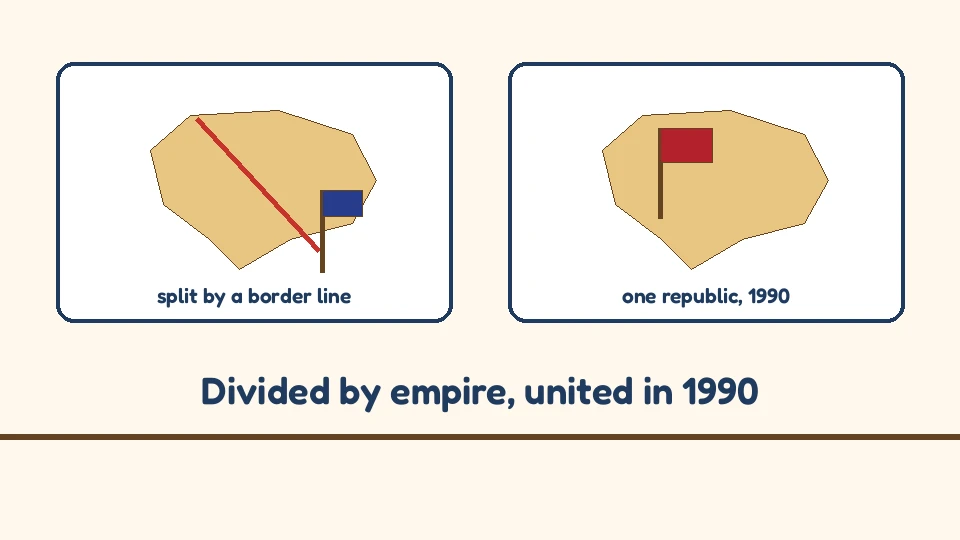 split by a border line
one republic, 1990
Divided by empire, united in 1990